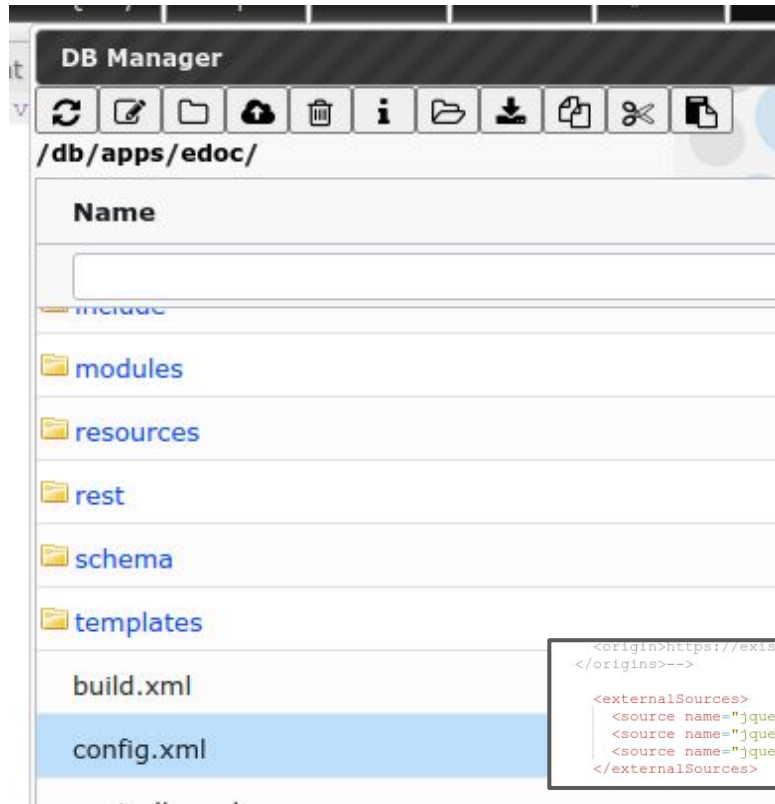 DB Manager
/db/apps/edoc/
Name
include
modules
resources
rest
schema
templates
build.xml
config.xml
<origin>https://exis
</origins>-->
<externalSources>
<source name="jque
<source name="jque
<source name="jque
</externalSources>